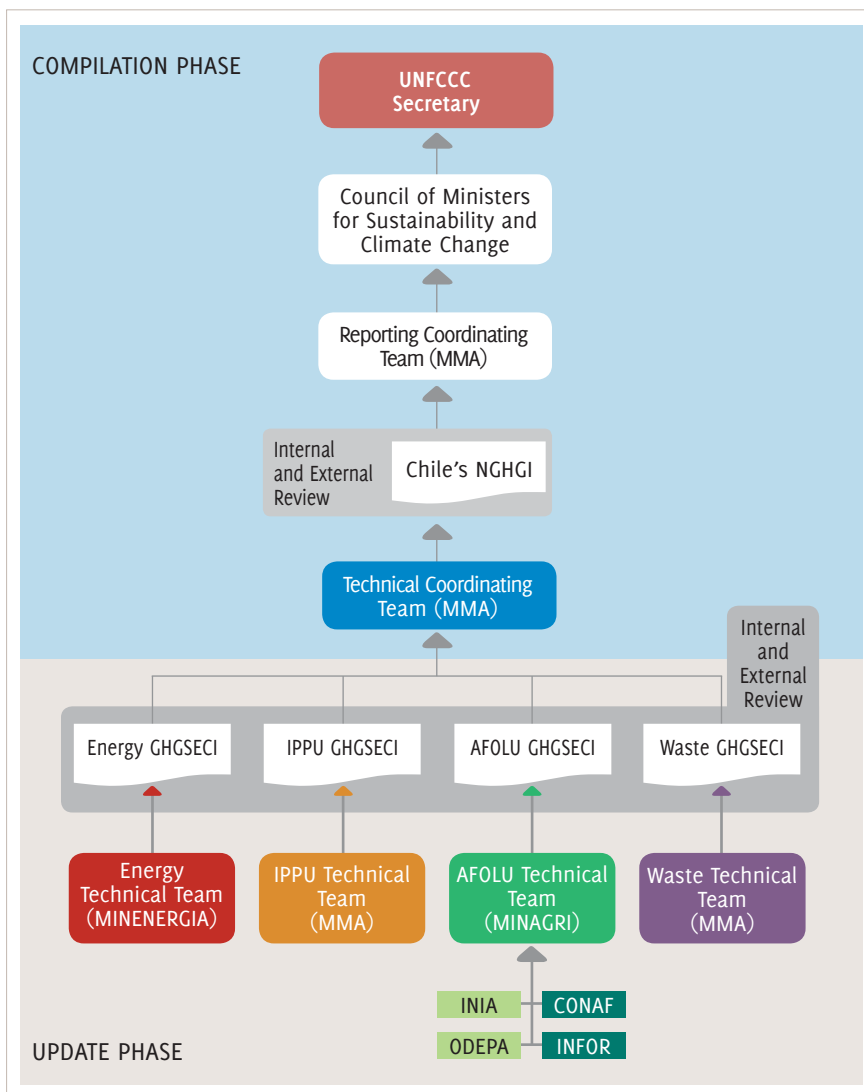 COMPILATION PHASE
UNFCCC
Secretary
Council of Ministers
for Sustainability and
Climate Change
Reporting Coordinating
Team (MMA)
Internal
and External
Review
Chile's NGHGI
Technical Coordinating
Team (MMA)
Internal
and
External
Review
Energy GHGSECI
IPPU GHGSECI
AFOLU GHGSECI
Waste GHGSECI
Energy
Technical Team
(MINENERGIA)
IPPU Technical
Team
(MMA)
AFOLU Technical
Team
(MINAGRI)
Waste Technical
Team
(MMA)
INIA
CONAF
ODEPA
INFOR
UPDATE PHASE